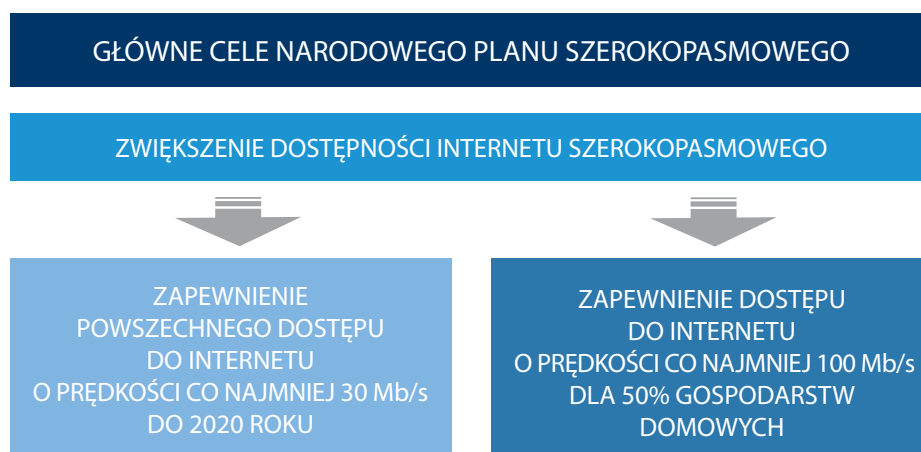 GŁÓWNE CELE NARODOWEGO PLANU SZEROKOPASMOWEGO
ZWIĘKSZENIE DOSTĘPNOŚCI INTERNETU SZEROKOPASMOWEGO
ZAPEWNIENIE
POWSZECHNEGO DOSTĘPU
DO INTERNETU
O PRĘDKOŚCI CO NAJMNIEJ 30 Mb/s
DO 2020 ROKU
ZAPEWNIENIE DOSTĘPU
DO INTERNETU
O PRĘDKOŚCI CO NAJMNIEJ 100 Mb/s
DLA 50% GOSPODARSTW
DOMOWYCH